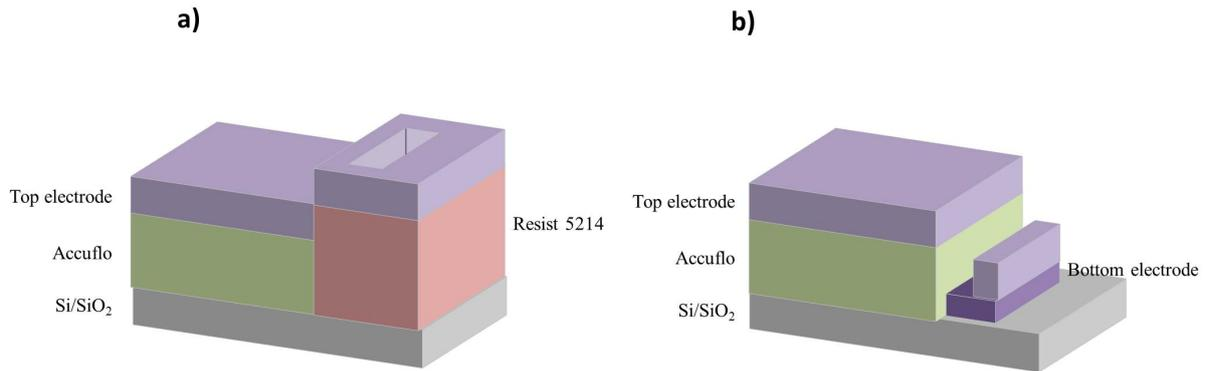 a)
b)
Top electrode
Accuflo
Si/SiO₂
Resist 5214
Top electrode
Accuflo
Si/SiO₂
Bottom electrode